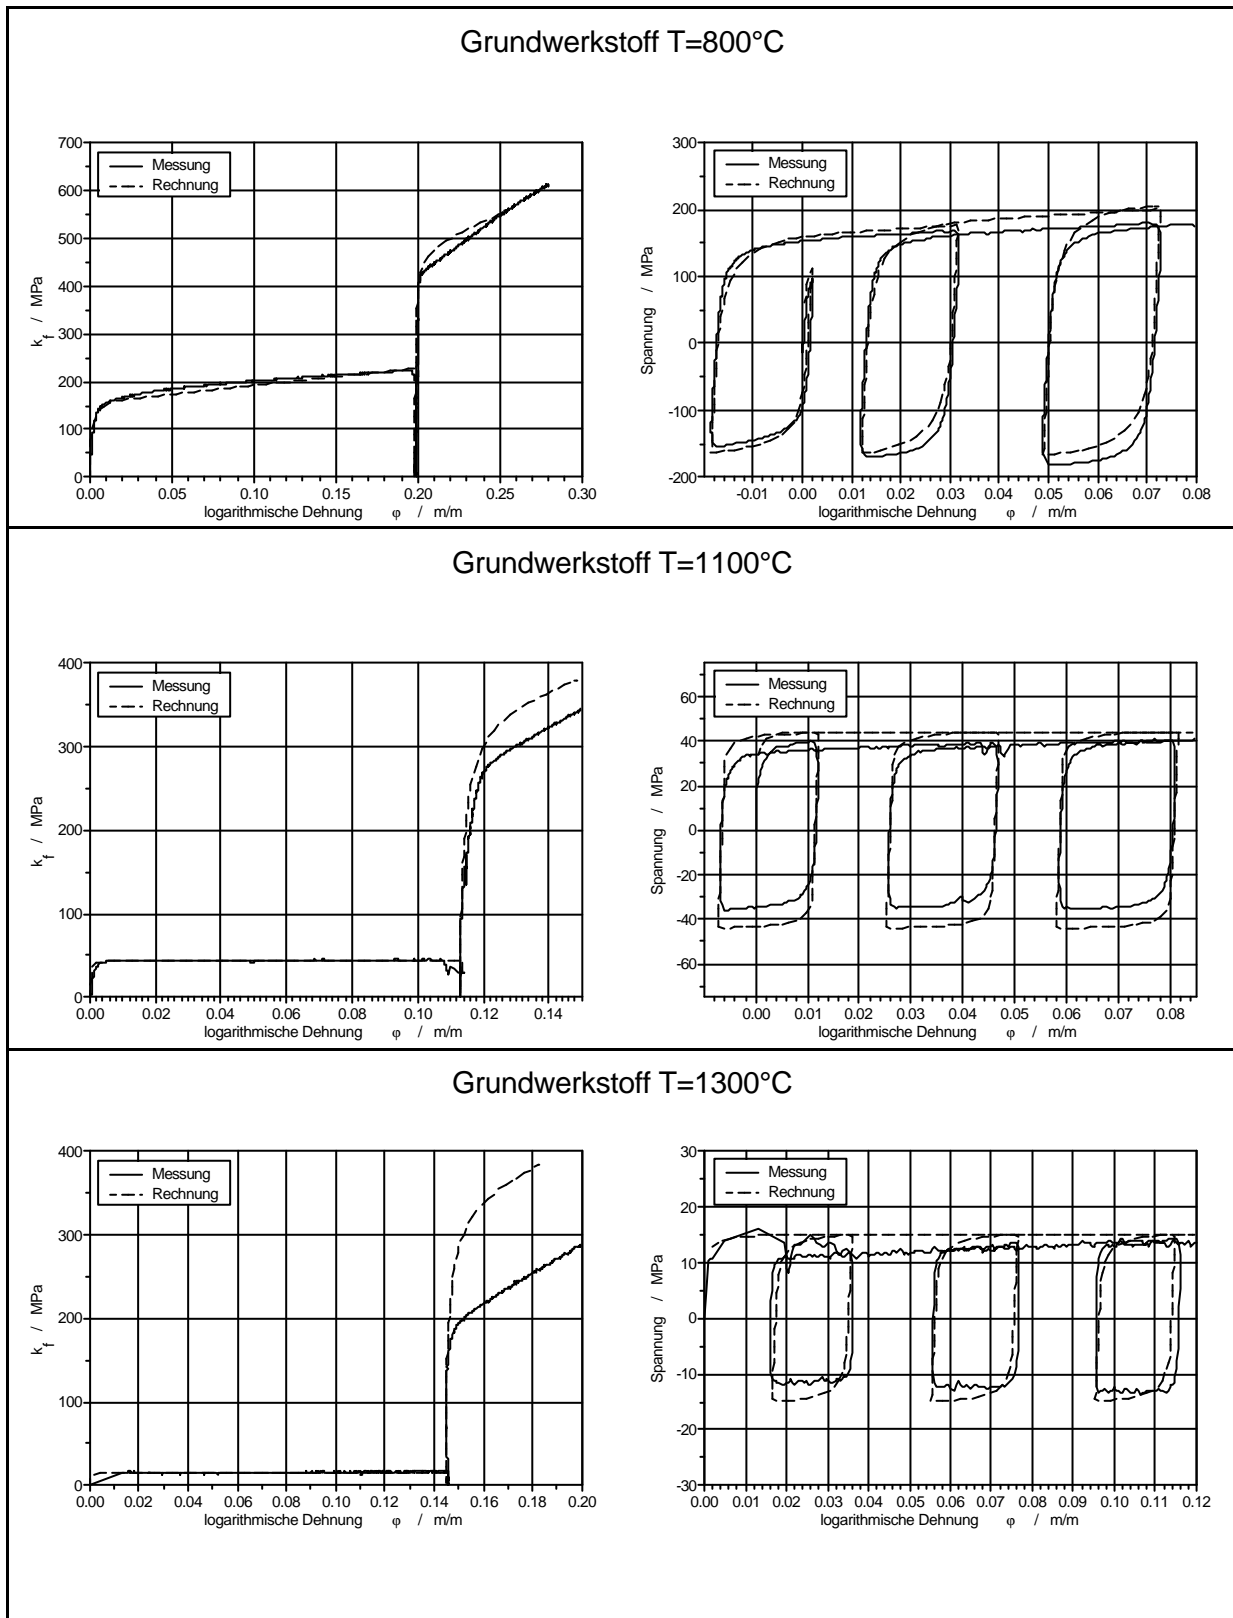 Grundwerkstoff T=800°C
700
600
500
400
300
200
100
0
k_f / MPa
Messung
Rechnung
0.00 0.05 0.10 0.15 0.20 0.25 0.30
logarithmische Dehnung φ / m/m
300
200
100
0
-100
-200
Spannung / MPa
Messung
Rechnung
-0.01 0.00 0.01 0.02 0.03 0.04 0.05 0.06 0.07 0.08
logarithmische Dehnung φ / m/m
Grundwerkstoff T=1100°C
400
300
200
100
0
k_f / MPa
Messung
Rechnung
0.00 0.02 0.04 0.06 0.08 0.10 0.12 0.14
logarithmische Dehnung φ / m/m
60
40
20
0
-20
-40
-60
Spannung / MPa
Messung
Rechnung
0.00 0.01 0.02 0.03 0.04 0.05 0.06 0.07 0.08
logarithmische Dehnung φ / m/m
Grundwerkstoff T=1300°C
400
300
200
100
0
k_f / MPa
Messung
Rechnung
0.00 0.02 0.04 0.06 0.08 0.10 0.12 0.14 0.16 0.18 0.20
logarithmische Dehnung φ / m/m
30
20
10
0
-10
-20
-30
Spannung / MPa
Messung
Rechnung
0.00 0.01 0.02 0.03 0.04 0.05 0.06 0.07 0.08 0.09 0.10 0.11 0.12
logarithmische Dehnung φ / m/m